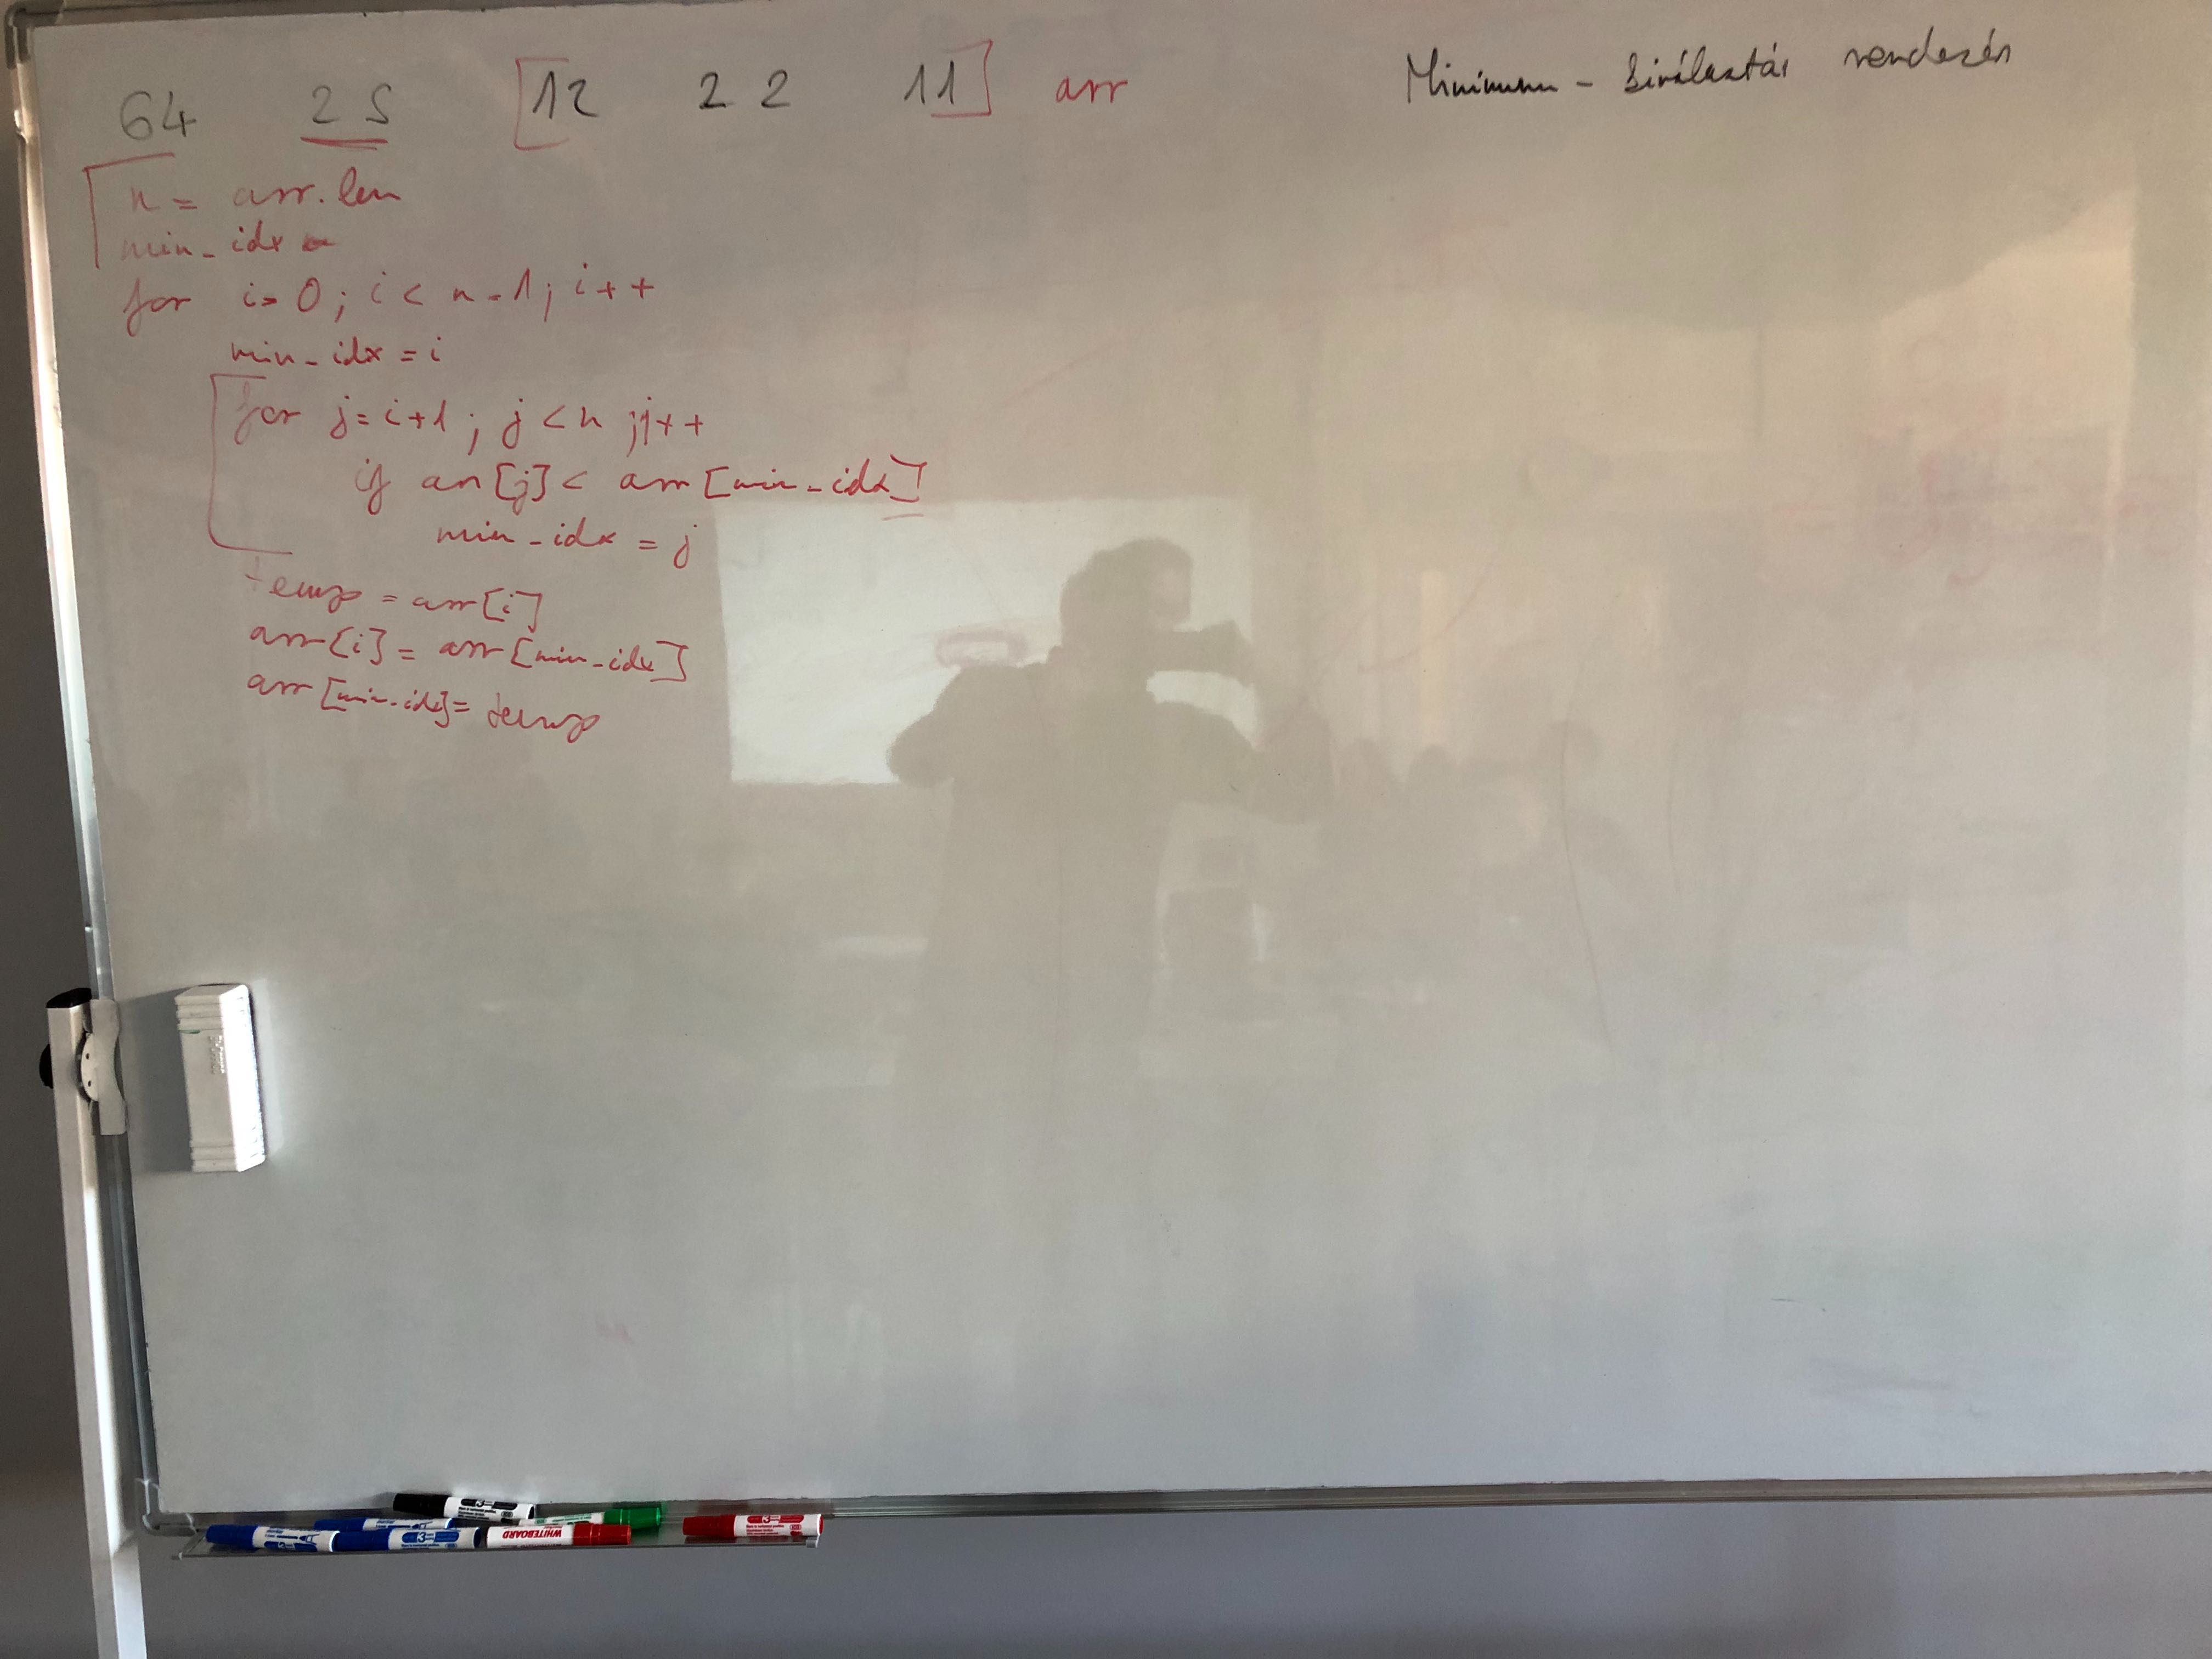 64 25 [12 22 11] arr
Minimum - kiválasztás rendezés
n = arr.len
min_idx
for i=0; i < n-1; i++
min_idx = i
for j=i+1; j<n; j++
if arr[j] < arr[min_idx]
min_idx = j
temp = arr[i]
arr[i] = arr[min_idx]
arr[min_idx] = temp
WHITEBOARD